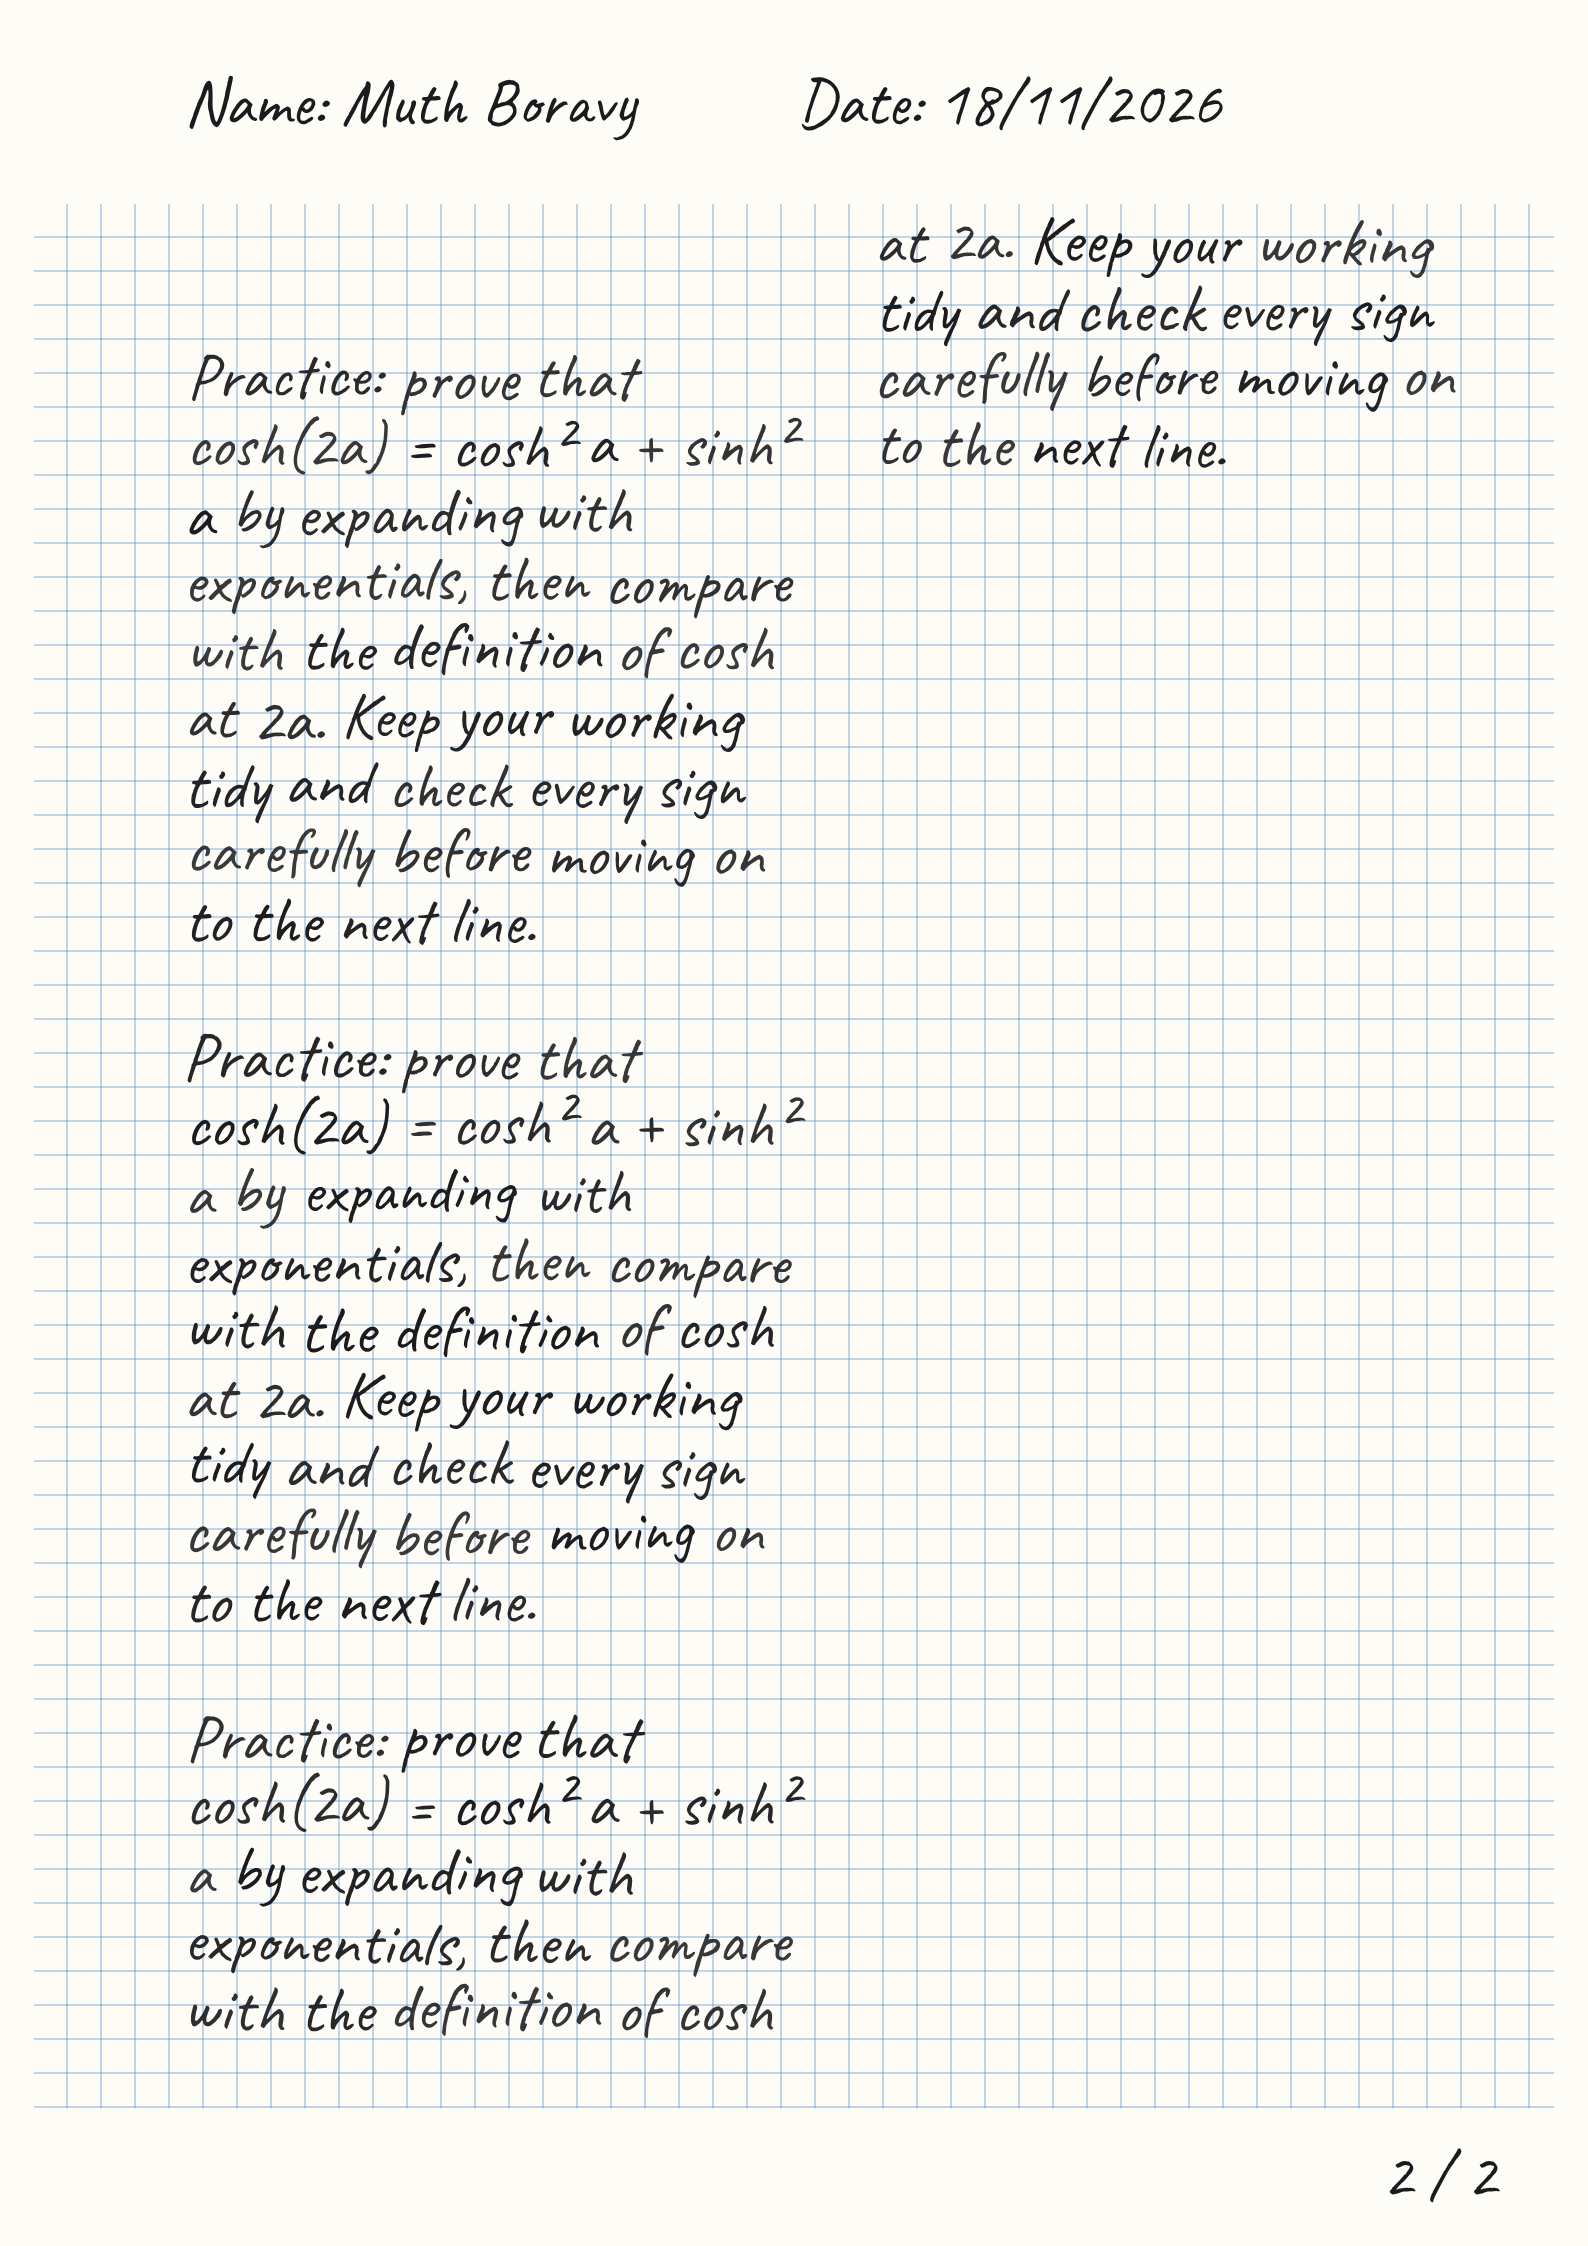 Name: Muth Boravy Date: 18/11/2026
Practice: prove that
cosh(2a) = cosh² a + sinh²
a by expanding with
exponentials, then compare
with the definition of cosh
at 2a. Keep your working
tidy and check every sign
carefully before moving on
to the next line.
Practice: prove that
cosh(2a) = cosh² a + sinh²
a by expanding with
exponentials, then compare
with the definition of cosh
at 2a. Keep your working
tidy and check every sign
carefully before moving on
to the next line.
Practice: prove that
cosh(2a) = cosh² a + sinh²
a by expanding with
exponentials, then compare
with the definition of cosh
at 2a. Keep your working
tidy and check every sign
carefully before moving on
to the next line.
2 / 2